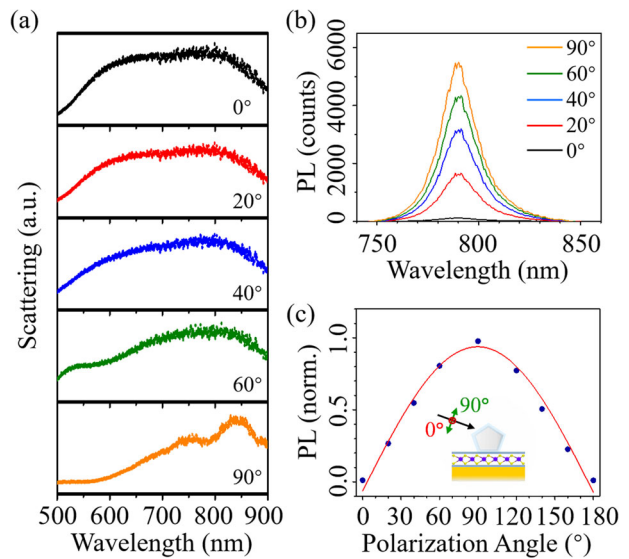 (a)
0°
20°
40°
60°
90°
Scattering (a.u.)
500 600 700 800 900
Wavelength (nm)
(b)
6000
4000
2000
0
PL (counts)
90°
60°
40°
20°
0°
750 800 850
Wavelength (nm)
(c)
1.0
0.5
0.0
PL (norm.)
90°
0°
0 30 60 90 120 150 180
Polarization Angle (°)